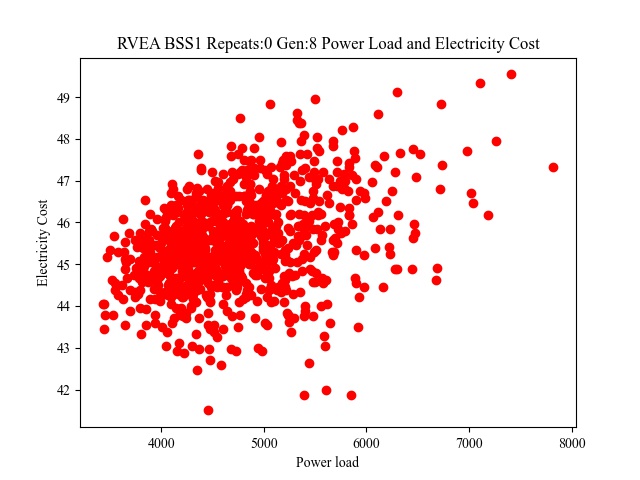 RVEA BSS1 Repeats:0 Gen:8 Power Load and Electricity Cost
49
48
47
46
45
44
43
42
Electricity Cost
4000 5000 6000 7000 8000
Power load